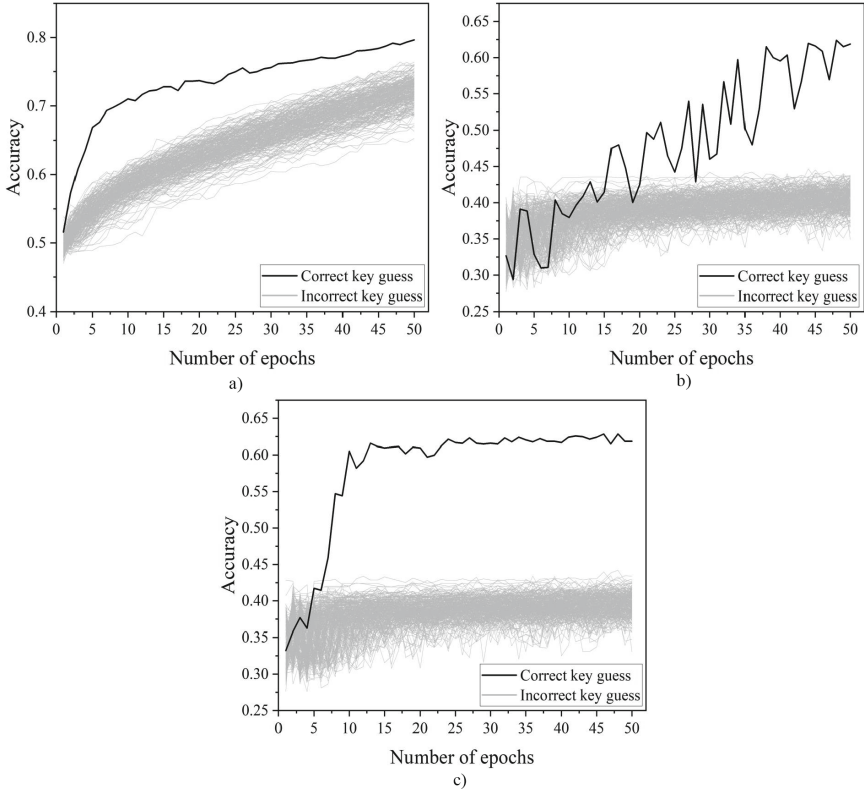 0.8
0.7
0.6
0.5
0.4
Accuracy
0 5 10 15 20 25 30 35 40 45 50
Number of epochs
Correct key guess
Incorrect key guess
a)
0.65
0.60
0.55
0.50
0.45
0.40
0.35
0.30
0.25
Accuracy
0 5 10 15 20 25 30 35 40 45 50
Number of epochs
Correct key guess
Incorrect key guess
b)
0.65
0.60
0.55
0.50
0.45
0.40
0.35
0.30
0.25
Accuracy
0 5 10 15 20 25 30 35 40 45 50
Number of epochs
Correct key guess
Incorrect key guess
c)